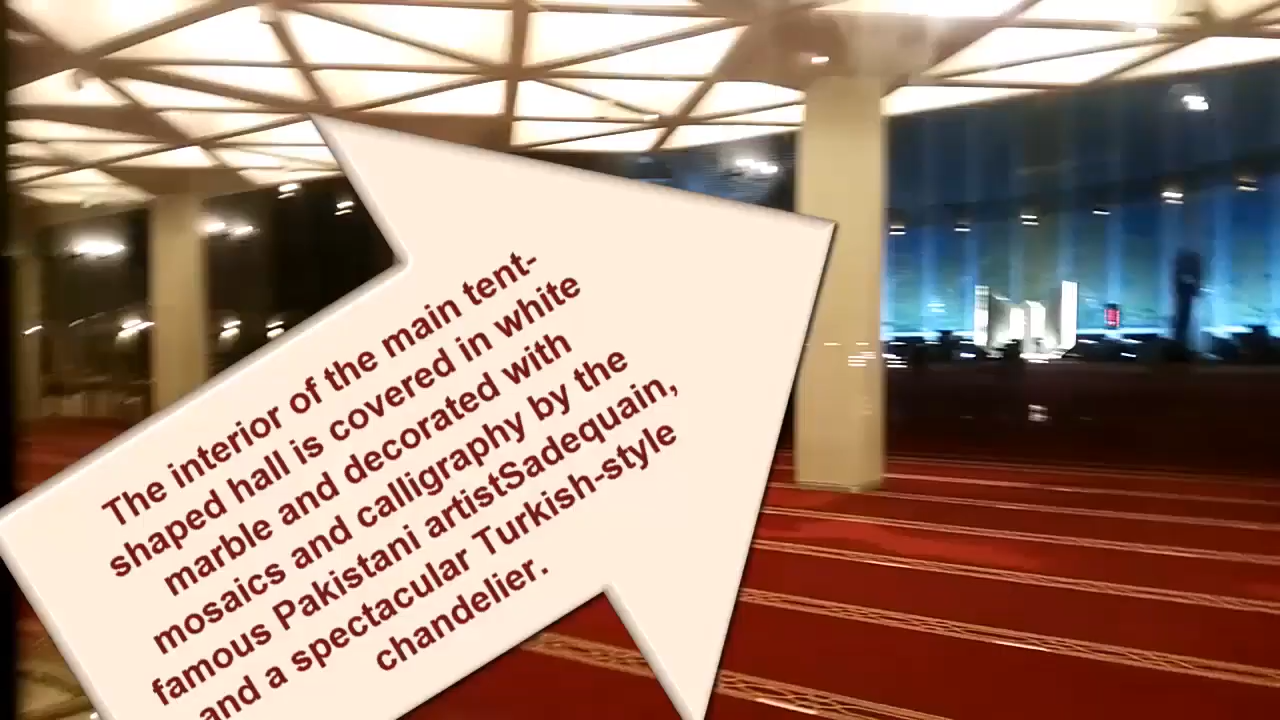 The interior of the main tent-
shaped hall is covered in white
marble and decorated with
mosaics and calligraphy by the
famous Pakistani artistSadequain,
and a spectacular Turkish-style
chandelier.